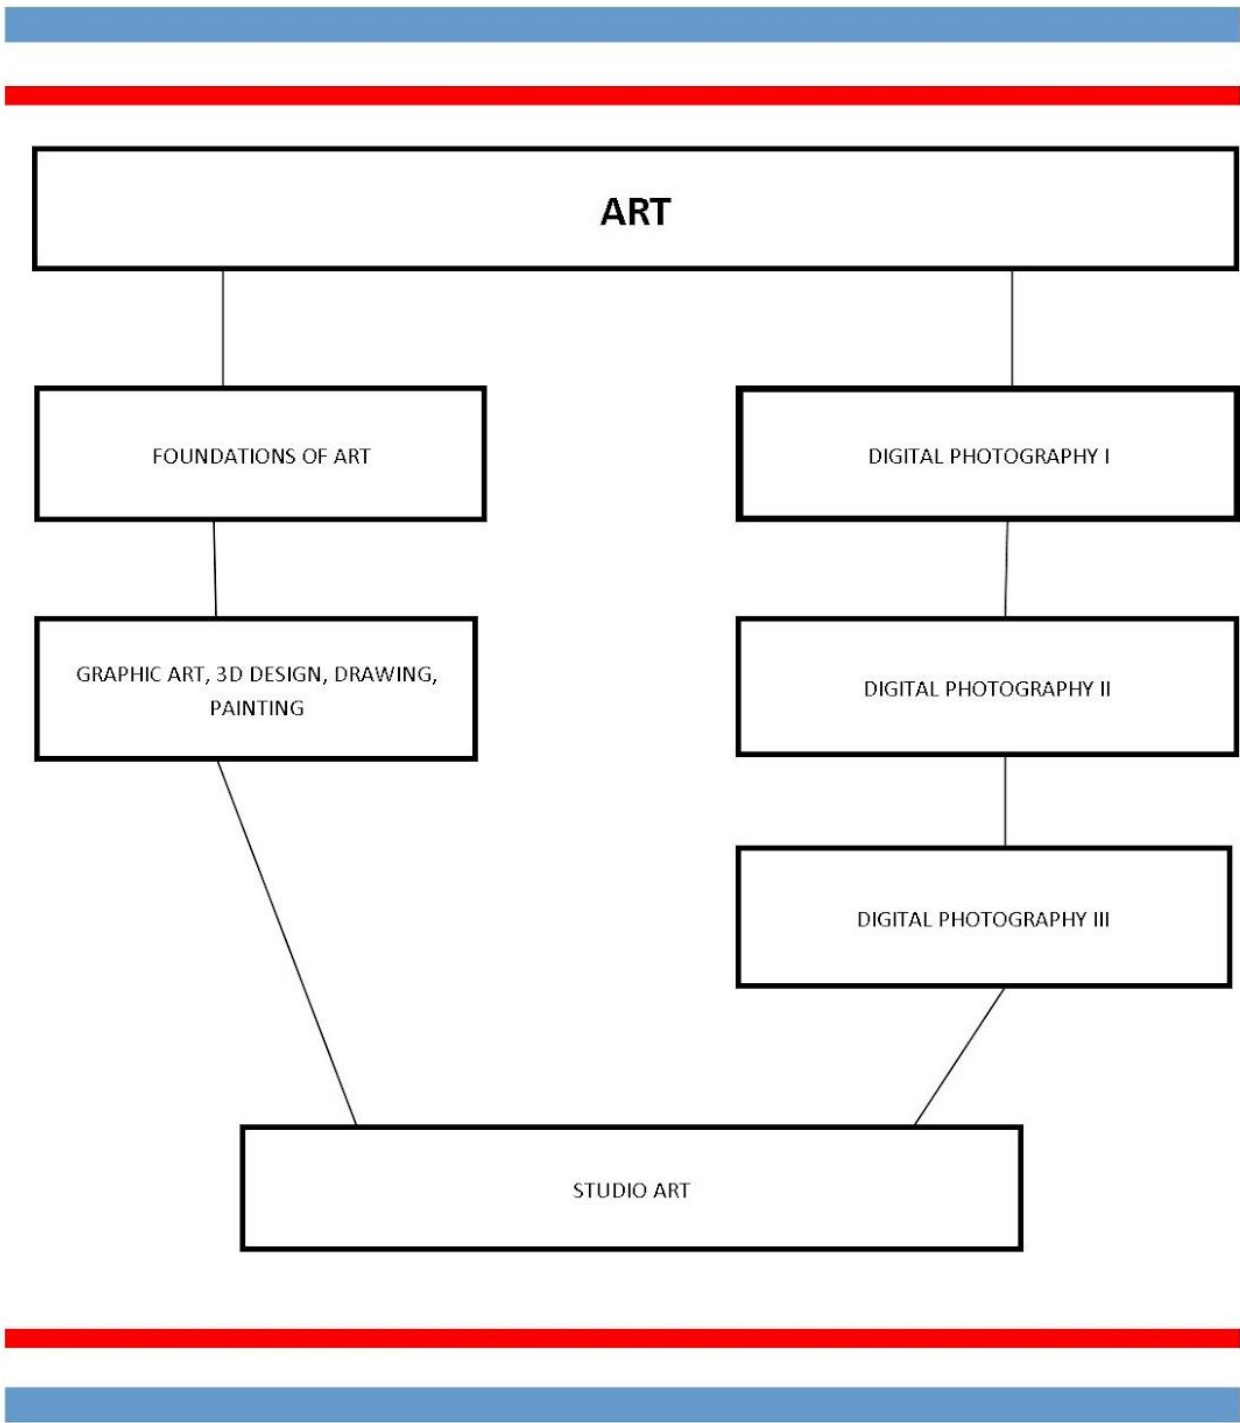 ART
FOUNDATIONS OF ART
DIGITAL PHOTOGRAPHY I
GRAPHIC ART, 3D DESIGN, DRAWING,
PAINTING
DIGITAL PHOTOGRAPHY II
DIGITAL PHOTOGRAPHY III
STUDIO ART